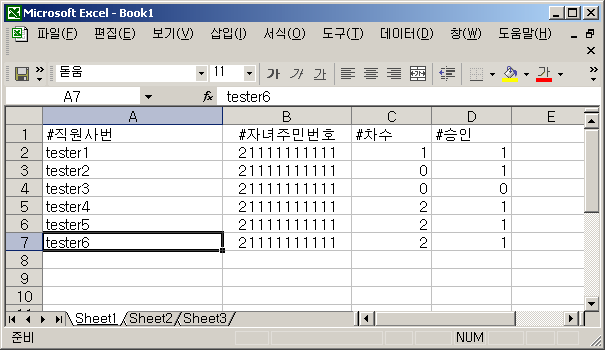 Microsoft Excel - Book1
파일(F) 편집(E) 보기(V) 삽입(I) 서식(O) 도구(T) 데이터(D) 창(W) 도움말(H)
돋움 11 가 가 가 가
A7 fx tester6
A B C D E
1 #직원사번 #자녀주민번호 #차수 #승인
2 tester1 21111111111 1 1
3 tester2 21111111111 0 1
4 tester3 21111111111 0 0
5 tester4 21111111111 2 1
6 tester5 21111111111 2 1
7 tester6 21111111111 2 1
8
9
10
Sheet1 Sheet2 Sheet3
준비 NUM